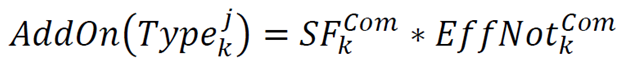 AddOn(Type_k^j) = SF_k^{Com} * EffNot_k^{Com}